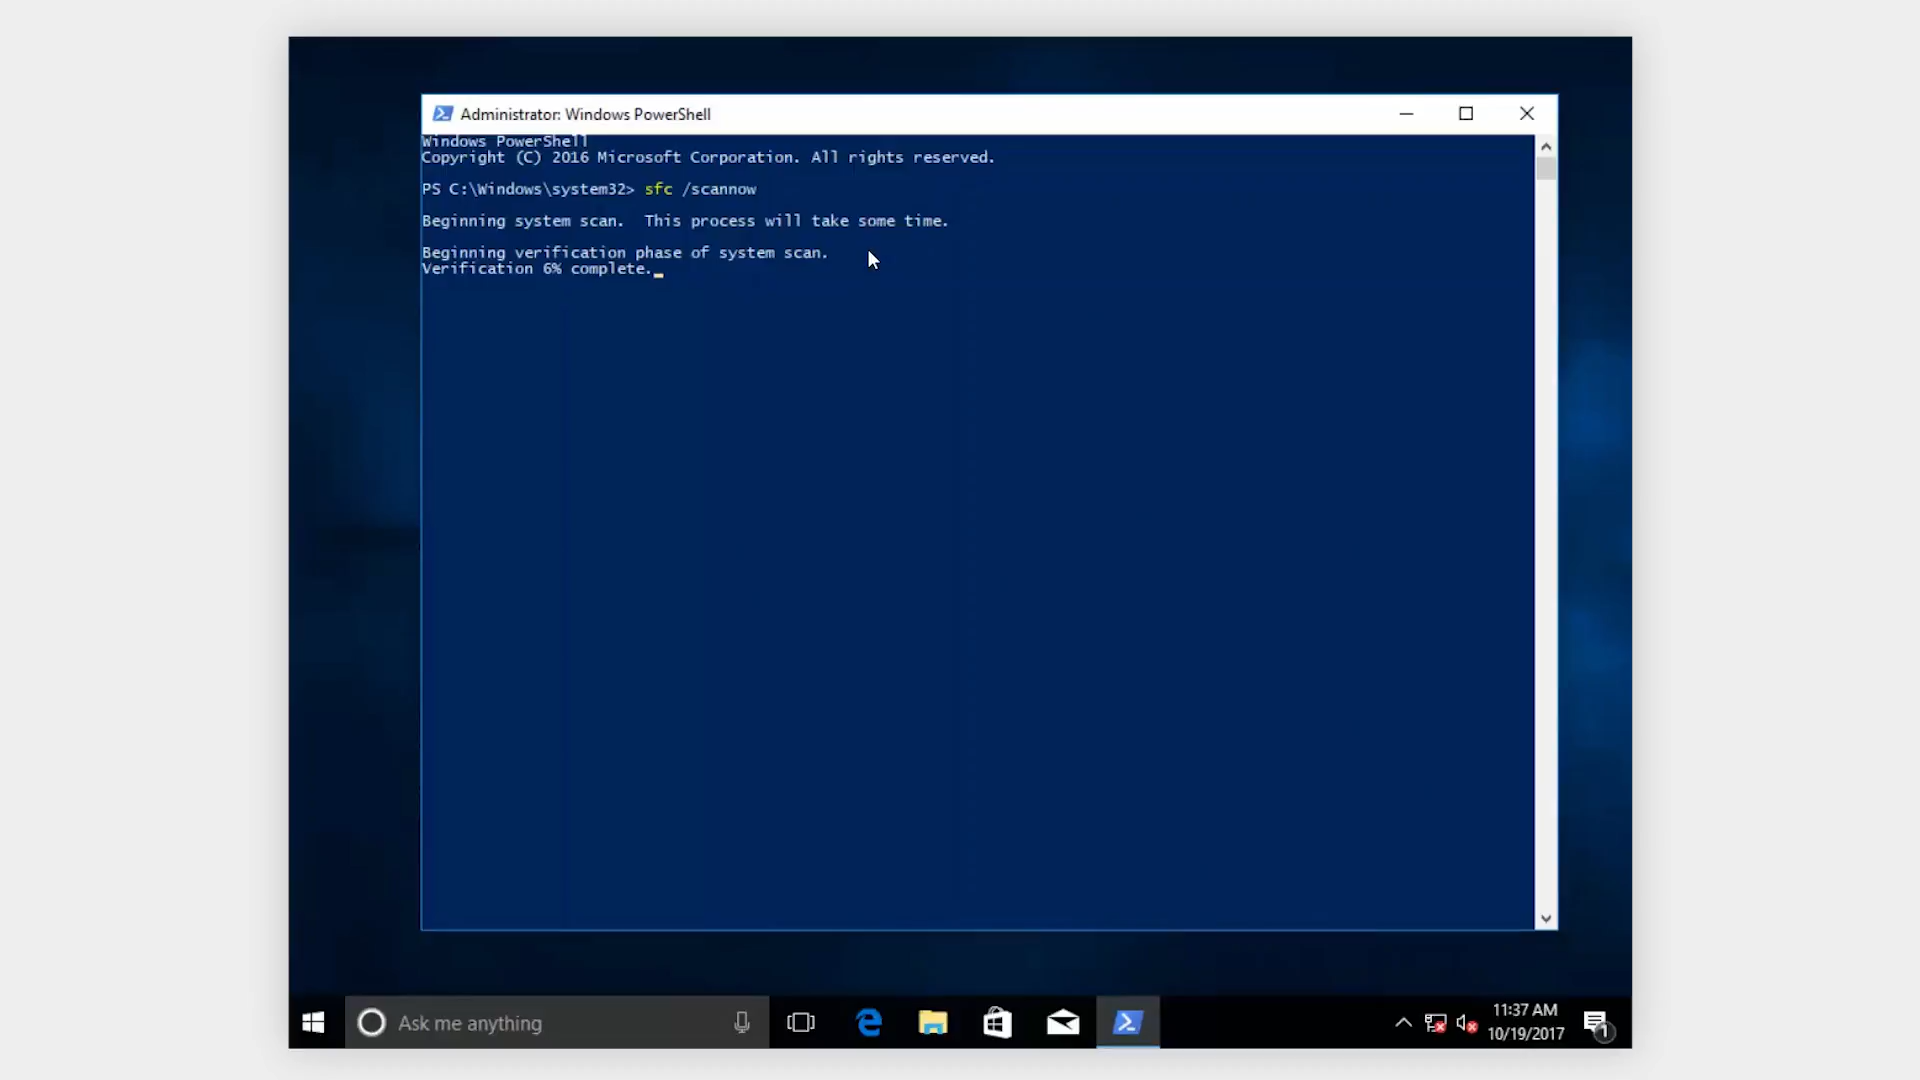 Administrator: Windows PowerShell
Windows PowerShell
Copyright (C) 2016 Microsoft Corporation. All rights reserved.
PS C:\Windows\system32> sfc /scannow
Beginning system scan.  This process will take some time.
Beginning verification phase of system scan.
Verification 6% complete.
Ask me anything
11:37 AM
10/19/2017
1